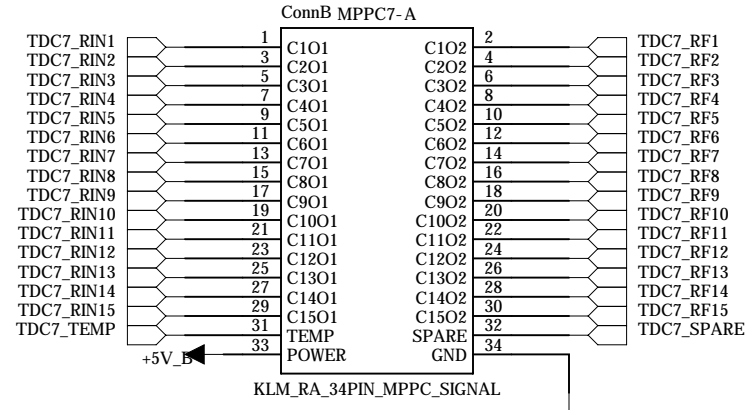 ConnB MPPC7-A
TDC7_RIN1 1 C1O1 C1O2 2 TDC7_RF1
TDC7_RIN2 3 C2O1 C2O2 4 TDC7_RF2
TDC7_RIN3 5 C3O1 C3O2 6 TDC7_RF3
TDC7_RIN4 7 C4O1 C4O2 8 TDC7_RF4
TDC7_RIN5 9 C5O1 C5O2 10 TDC7_RF5
TDC7_RIN6 11 C6O1 C6O2 12 TDC7_RF6
TDC7_RIN7 13 C7O1 C7O2 14 TDC7_RF7
TDC7_RIN8 15 C8O1 C8O2 16 TDC7_RF8
TDC7_RIN9 17 C9O1 C9O2 18 TDC7_RF9
TDC7_RIN10 19 C10O1 C10O2 20 TDC7_RF10
TDC7_RIN11 21 C11O1 C11O2 22 TDC7_RF11
TDC7_RIN12 23 C12O1 C12O2 24 TDC7_RF12
TDC7_RIN13 25 C13O1 C13O2 26 TDC7_RF13
TDC7_RIN14 27 C14O1 C14O2 28 TDC7_RF14
TDC7_RIN15 29 C15O1 C15O2 30 TDC7_RF15
TDC7_TEMP 31 TEMP SPARE 32 TDC7_SPARE
+5V_B 33 POWER GND 34
KLM_RA_34PIN_MPPC_SIGNAL